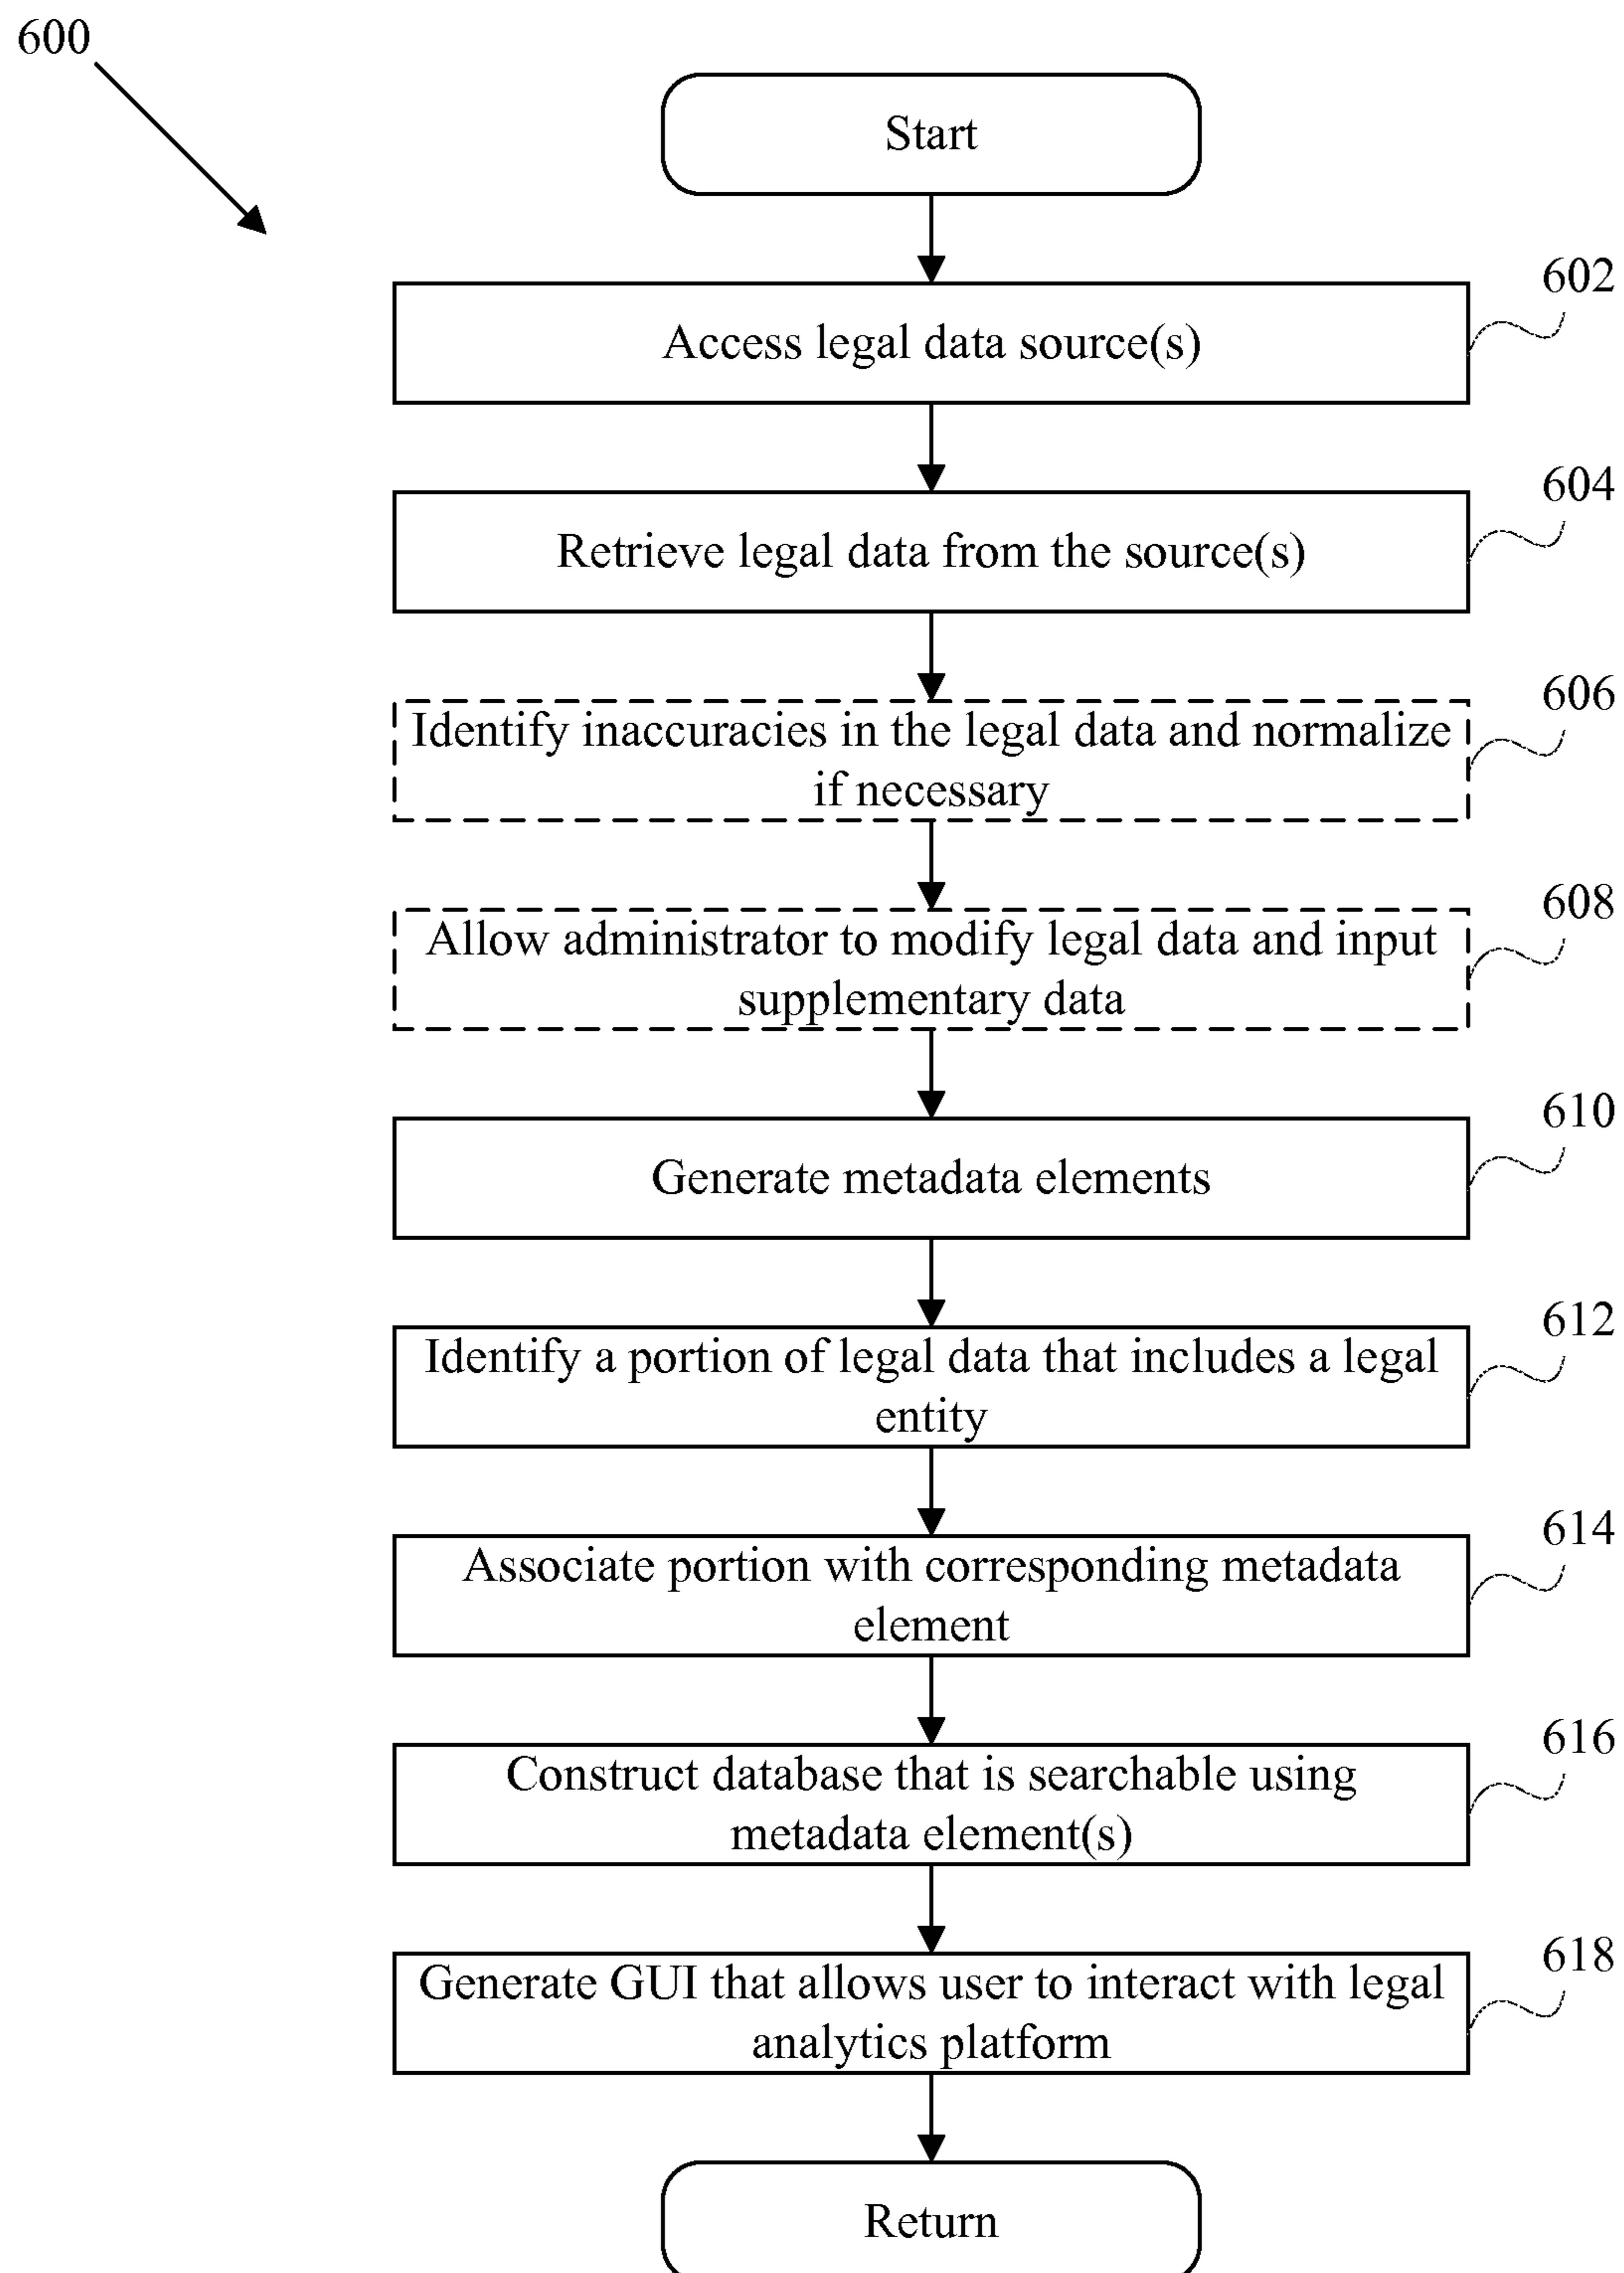 600
Start
602
Access legal data source(s)
604
Retrieve legal data from the source(s)
606
Identify inaccuracies in the legal data and normalize
if necessary
608
Allow administrator to modify legal data and input
supplementary data
610
Generate metadata elements
612
Identify a portion of legal data that includes a legal
entity
614
Associate portion with corresponding metadata
element
616
Construct database that is searchable using
metadata element(s)
618
Generate GUI that allows user to interact with legal
analytics platform
Return